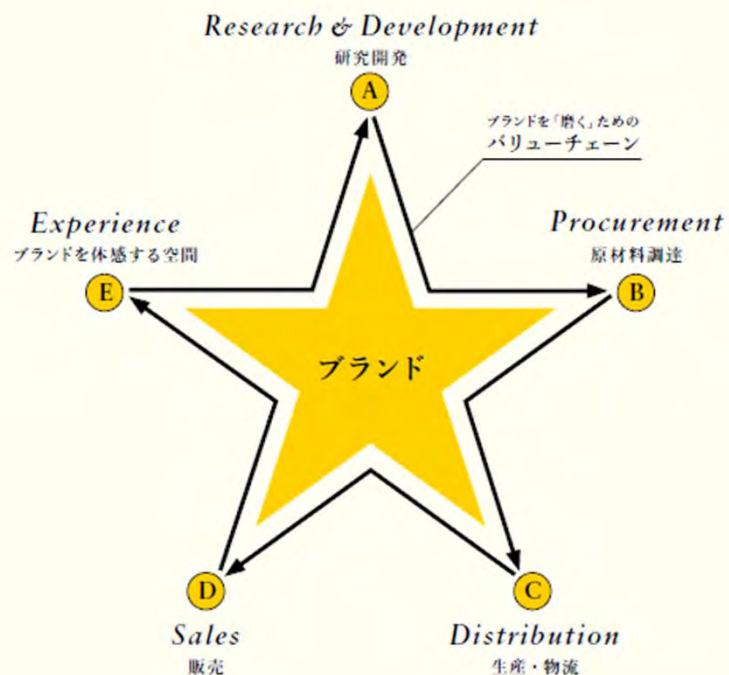 Research & Development
研究開発
A
ブランドを「磨く」ための
バリューチェーン
Experience
ブランドを体感する空間
E
Procurement
原材料調達
B
ブランド
D
Sales
販売
C
Distribution
生産・物流